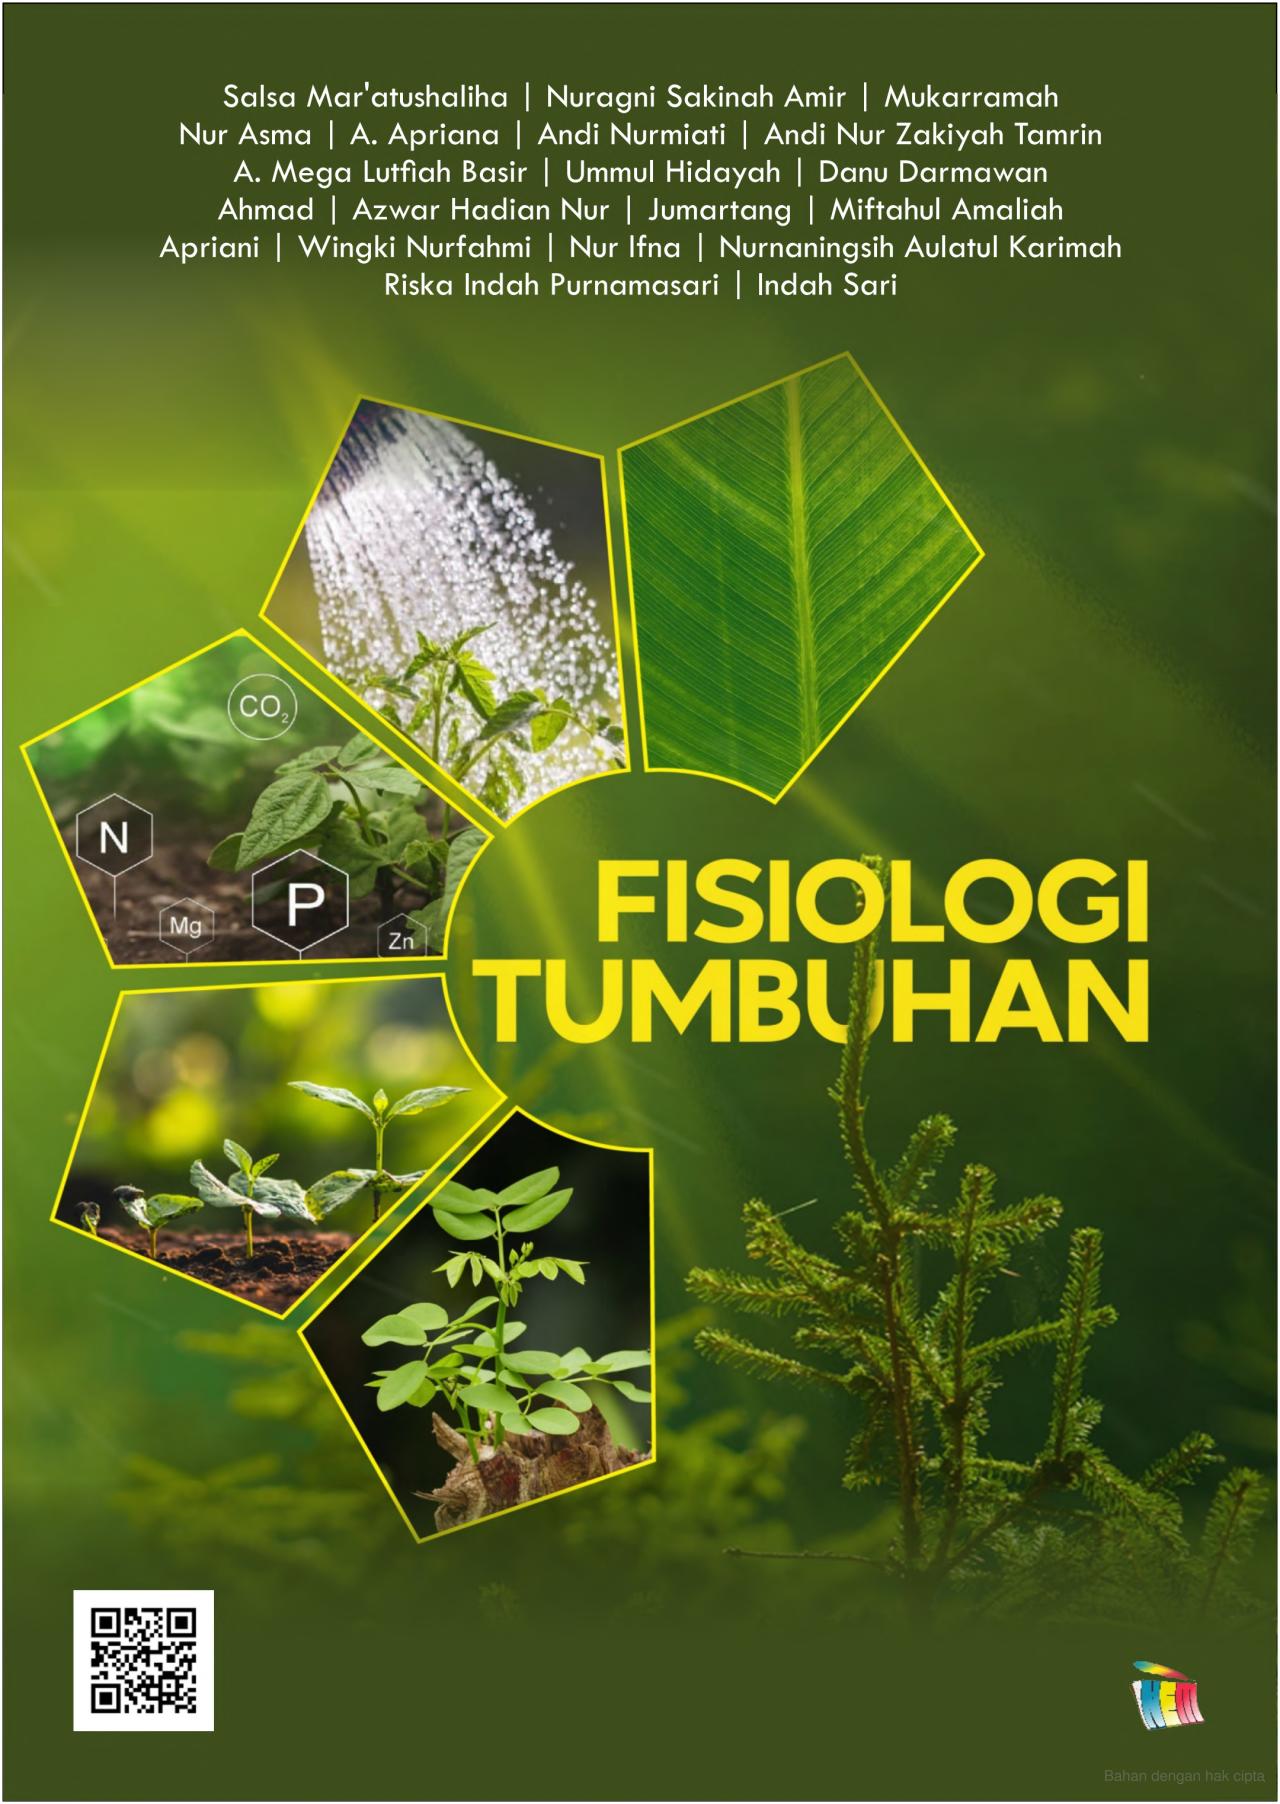 Salsa Mar'atushaliha | Nuragni Sakinah Amir | Mukarramah
Nur Asma | A. Apriana | Andi Nurmiati | Andi Nur Zakiyah Tamrin
A. Mega Lutfiah Basir | Ummul Hidayah | Danu Darmawan
Ahmad | Azwar Hadian Nur | Jumartang | Miftahul Amaliah
Apriani | Wingki Nurfahmi | Nur Ifna | Nurnaningsih Aulatul Karimah
Riska Indah Purnamasari | Indah Sari
CO₂
N
P
Mg
Zn
FISIOLOGI
TUMBUHAN
Bahan dengan hak cipta